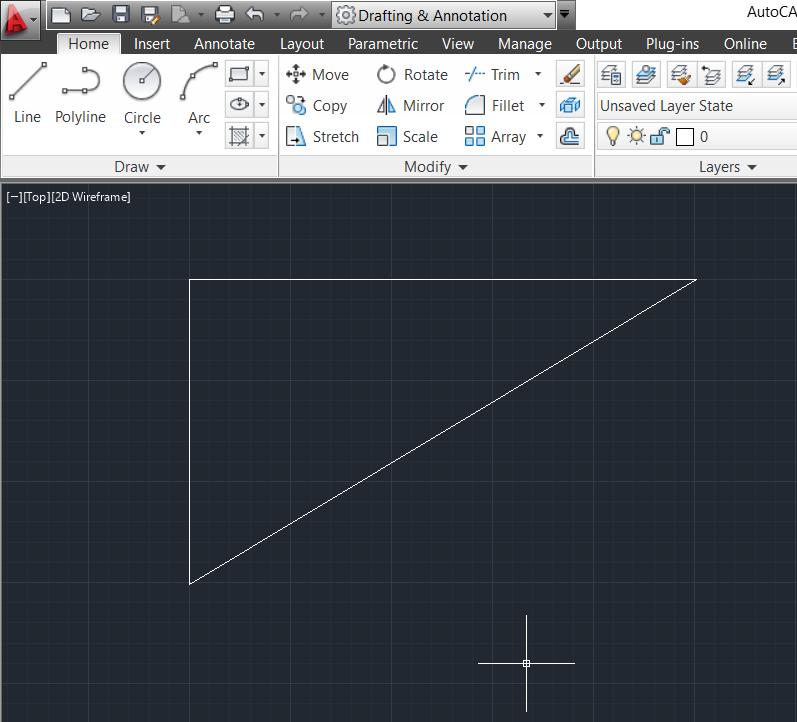 Drafting & Annotation
AutoCA
Home Insert Annotate Layout Parametric View Manage Output Plug-ins Online E
Line Polyline Circle Arc
Move Rotate Trim
Copy Mirror Fillet
Stretch Scale Array
Unsaved Layer State
0
Draw Modify Layers
[−][Top][2D Wireframe]